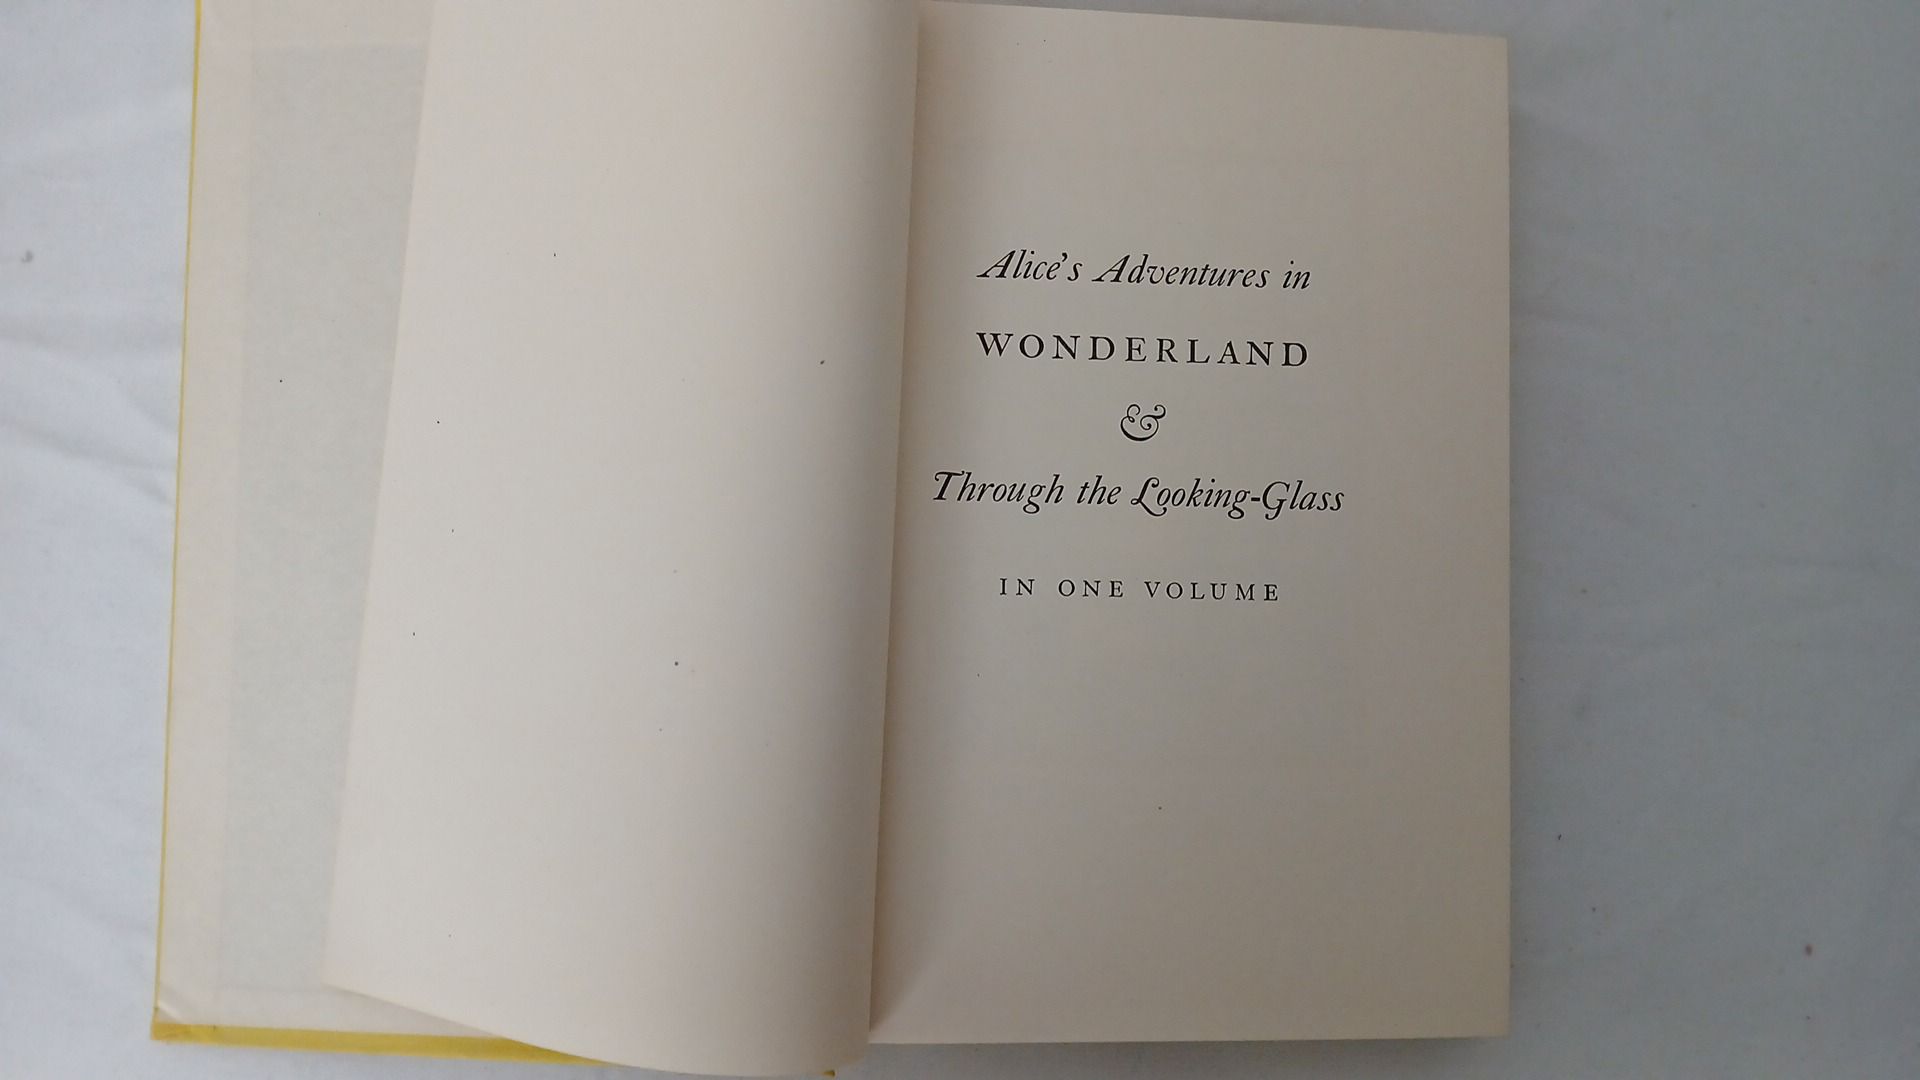 Alice's Adventures in
WONDERLAND
&
Through the Looking-Glass
IN ONE VOLUME